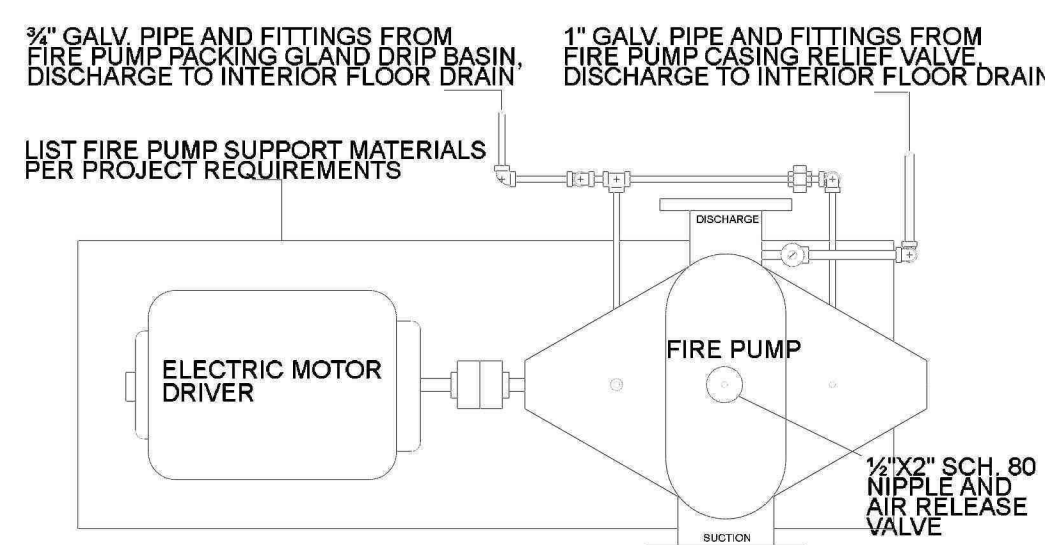 ¾" GALV. PIPE AND FITTINGS FROM
FIRE PUMP PACKING GLAND DRIP BASIN,
DISCHARGE TO INTERIOR FLOOR DRAIN
1" GALV. PIPE AND FITTINGS FROM
FIRE PUMP CASING RELIEF VALVE,
DISCHARGE TO INTERIOR FLOOR DRAIN
LIST FIRE PUMP SUPPORT MATERIALS
PER PROJECT REQUIREMENTS
DISCHARGE
FIRE PUMP
ELECTRIC MOTOR
DRIVER
½"X2" SCH. 80
NIPPLE AND
AIR RELEASE
VALVE
SUCTION